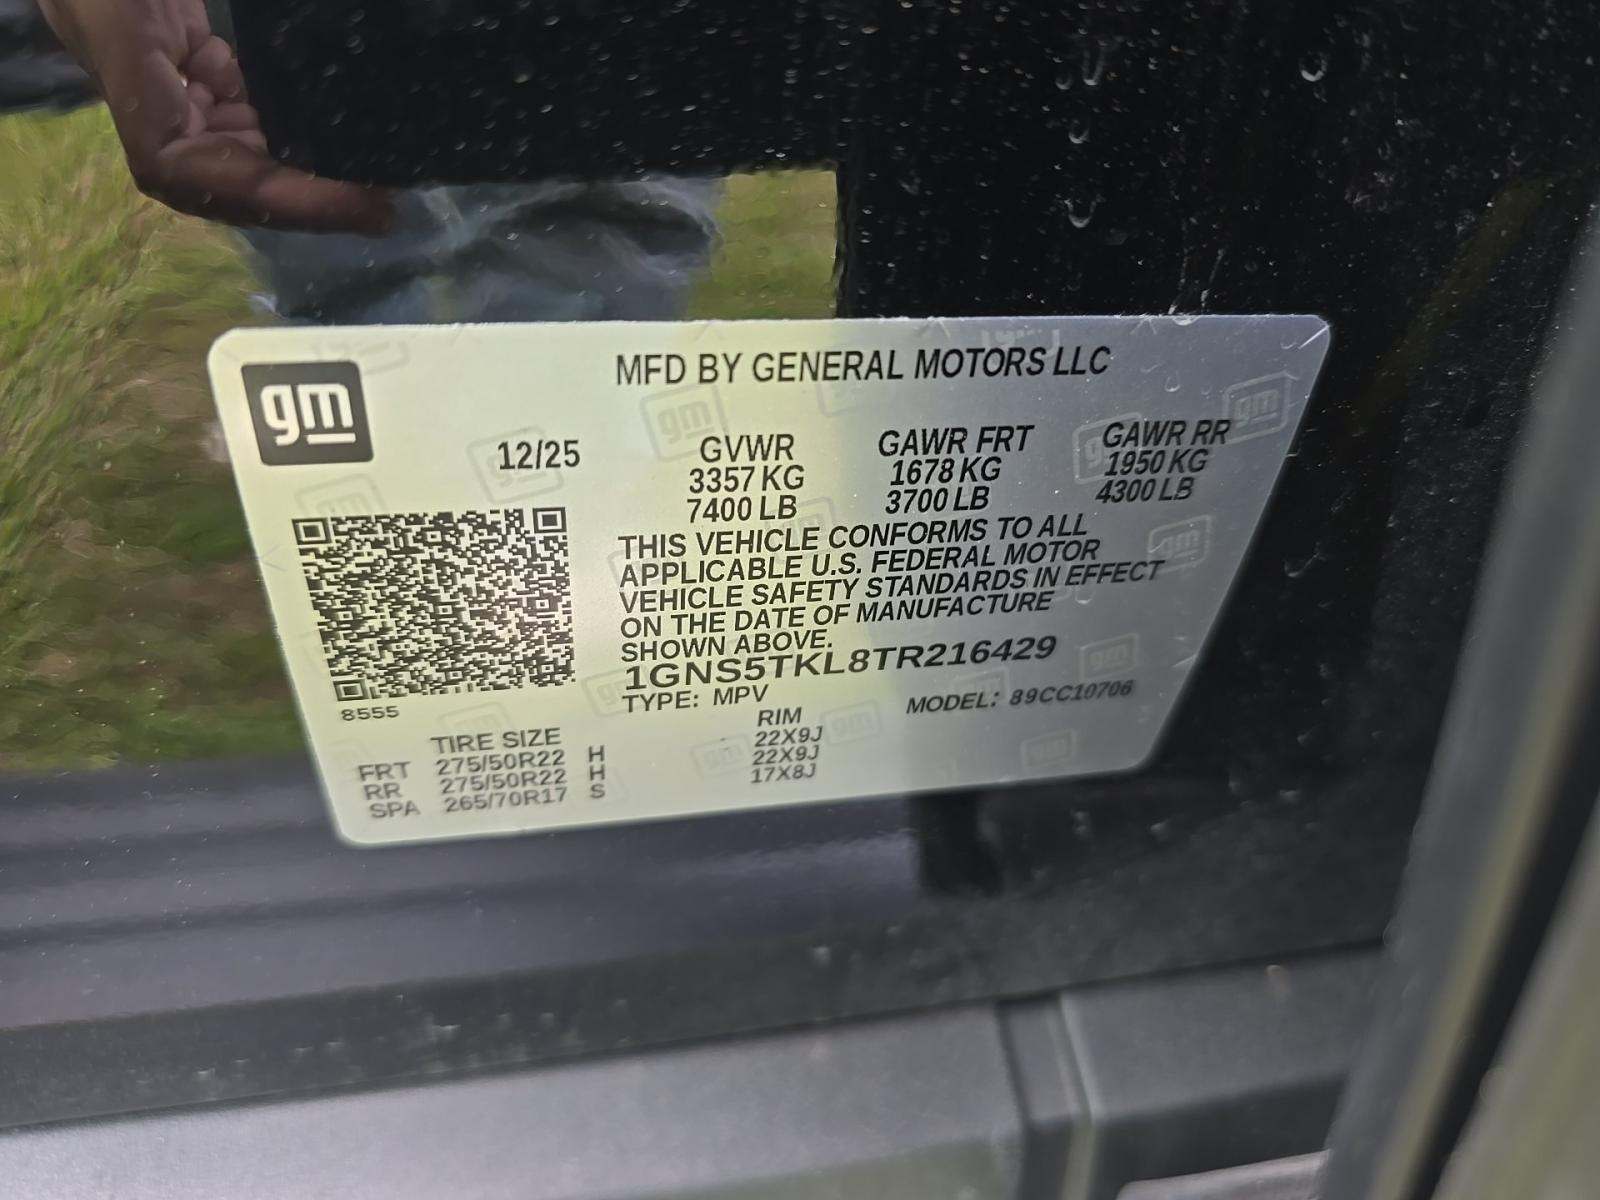 gm
MFD BY GENERAL MOTORS LLC
12/25 GVWR GAWR FRT GAWR RR
3357 KG 1678 KG 1950 KG
7400 LB 3700 LB 4300 LB
THIS VEHICLE CONFORMS TO ALL
APPLICABLE U.S. FEDERAL MOTOR
VEHICLE SAFETY STANDARDS IN EFFECT
ON THE DATE OF MANUFACTURE
SHOWN ABOVE.
1GNS5TKL8TR216429
TYPE: MPV MODEL: 89CC10706
8555
TIRE SIZE RIM
FRT 275/50R22 H 22X9J
RR 275/50R22 H 22X9J
SPA 265/70R17 S 17X8J